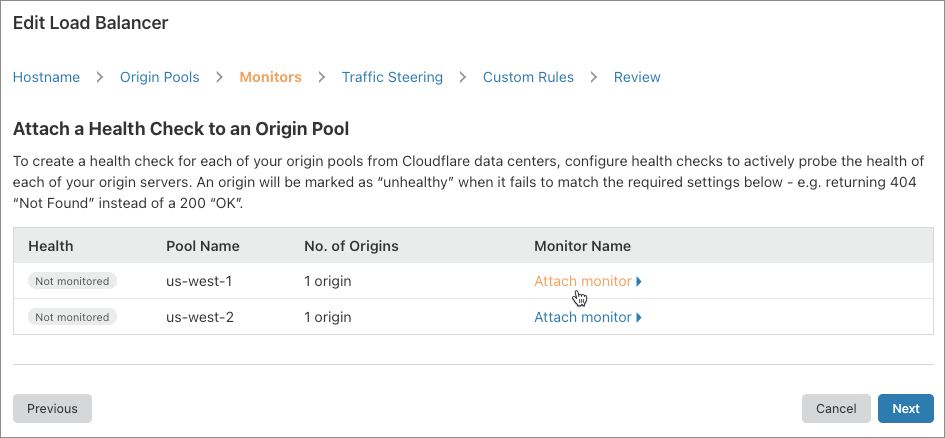 Edit Load Balancer
Hostname > Origin Pools > Monitors > Traffic Steering > Custom Rules > Review
Attach a Health Check to an Origin Pool
To create a health check for each of your origin pools from Cloudflare data centers, configure health checks to actively probe the health of
each of your origin servers. An origin will be marked as “unhealthy” when it fails to match the required settings below - e.g. returning 404
“Not Found” instead of a 200 “OK”.
Health Pool Name No. of Origins Monitor Name
Not monitored us-west-1 1 origin Attach monitor
Not monitored us-west-2 1 origin Attach monitor
Previous Cancel Next